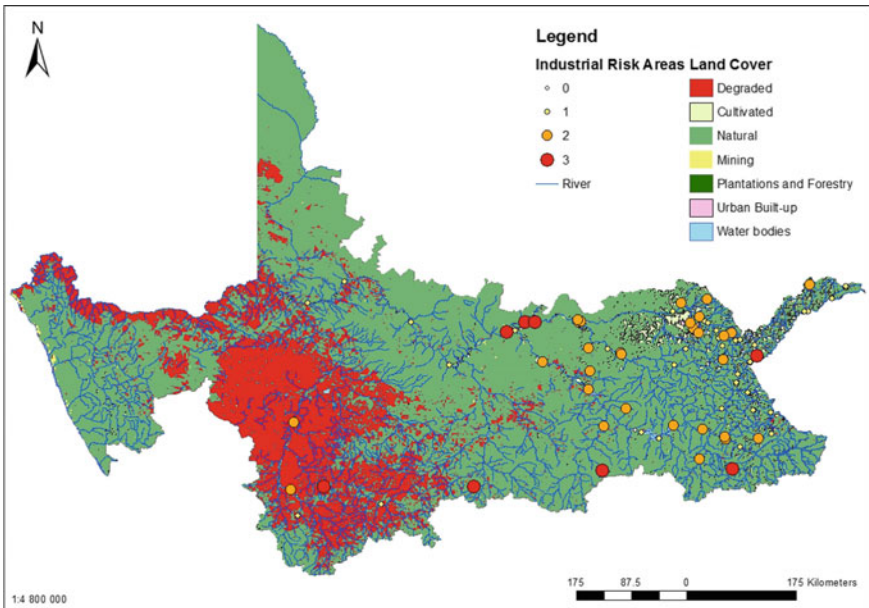 N
Legend
Industrial Risk Areas Land Cover
0 Degraded
1 Cultivated
2 Natural
3 Mining
River Plantations and Forestry
Urban Built-up
Water bodies
1:4 800 000
175 87.5 0 175 Kilometers